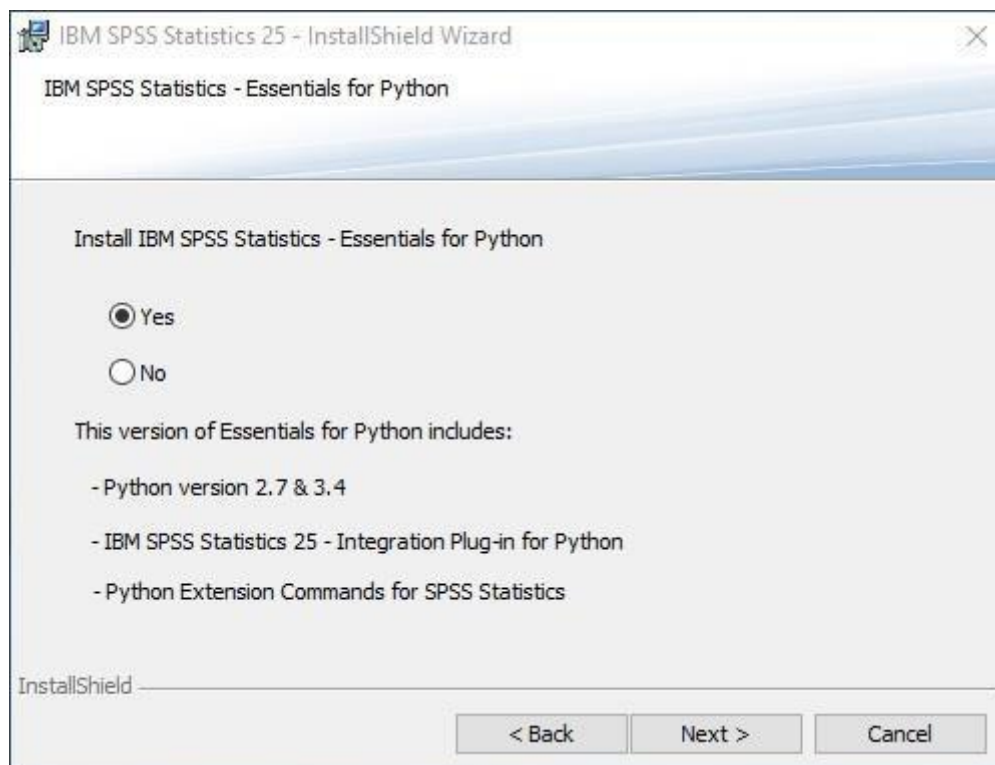 IBM SPSS Statistics 25 - InstallShield Wizard
IBM SPSS Statistics - Essentials for Python
Install IBM SPSS Statistics - Essentials for Python
Yes
No
This version of Essentials for Python includes:
- Python version 2.7 & 3.4
- IBM SPSS Statistics 25 - Integration Plug-in for Python
- Python Extension Commands for SPSS Statistics
InstallShield
< Back Next > Cancel